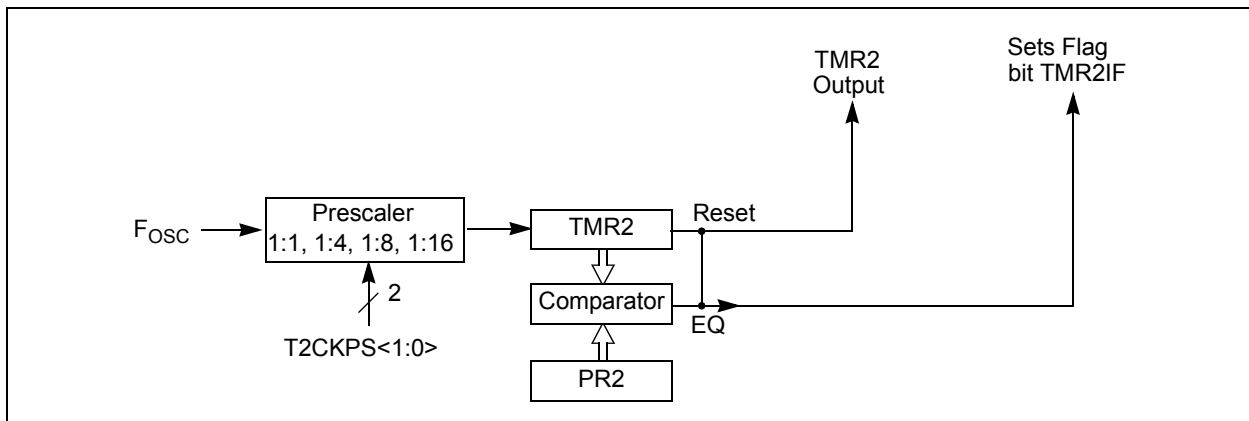 TMR2
Output
Sets Flag
bit TMR2IF
FOSC
Prescaler
1:1, 1:4, 1:8, 1:16
2
T2CKPS<1:0>
TMR2
Reset
Comparator
EQ
PR2